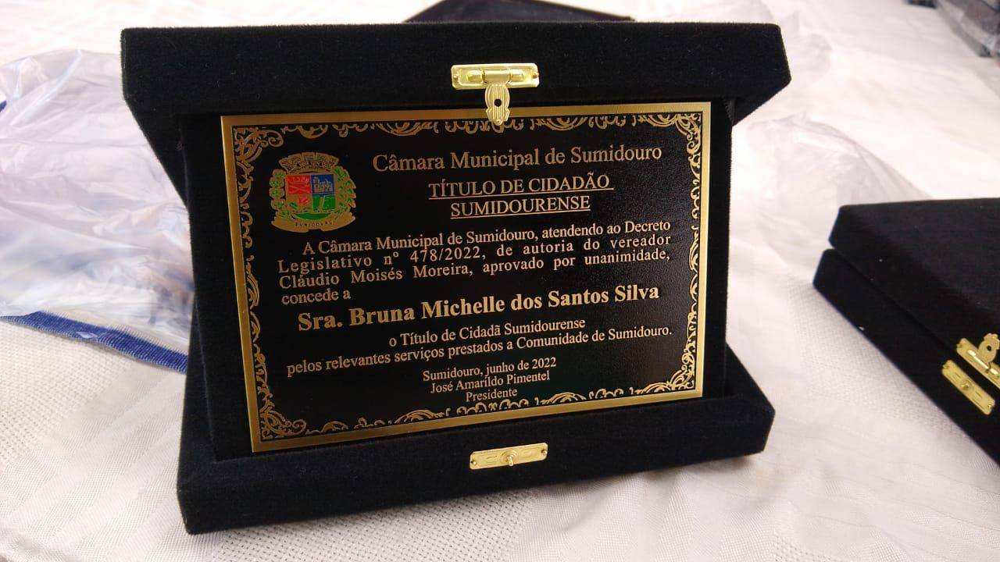 Câmara Municipal de Sumidouro
TÍTULO DE CIDADÃO
SUMIDOURENSE
SUMIDOURO
A Câmara Municipal de Sumidouro, atendendo ao Decreto
Legislativo nº 478/2022, de autoria do vereador
Cláudio Moisés Moreira, aprovado por unanimidade,
concede a
Sra. Bruna Michelle dos Santos Silva
o Título de Cidadã Sumidourense
pelos relevantes serviços prestados a Comunidade de Sumidouro.
Sumidouro, junho de 2022
José Amarildo Pimentel
Presidente